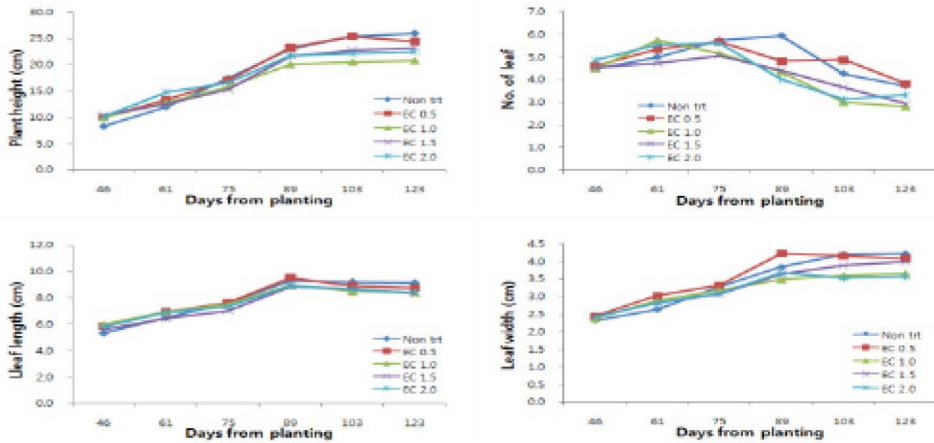 30.0
25.0
20.0
15.0
10.0
5.0
0.0
Plant height (cm)
Non trt
EC 0.5
EC 1.0
EC 1.5
EC 2.0
46 61 75 89 103 123
Days from planting
7.0
6.0
5.0
4.0
3.0
2.0
1.0
0.0
No. of leaf
Non trt
EC 0.5
EC 1.0
EC 1.5
EC 2.0
46 61 75 89 103 123
Days from planting
12.0
10.0
8.0
6.0
4.0
2.0
0.0
Lleaf length (cm)
Non trt
EC 0.5
EC 1.0
EC 1.5
EC 2.0
46 61 75 89 103 123
Days from planting
4.5
4.0
3.5
3.0
2.5
2.0
1.5
1.0
0.5
0.0
Leaf width (cm)
Non trt
EC 0.5
EC 1.0
EC 1.5
EC 2.0
46 61 75 89 103 123
Days from planting